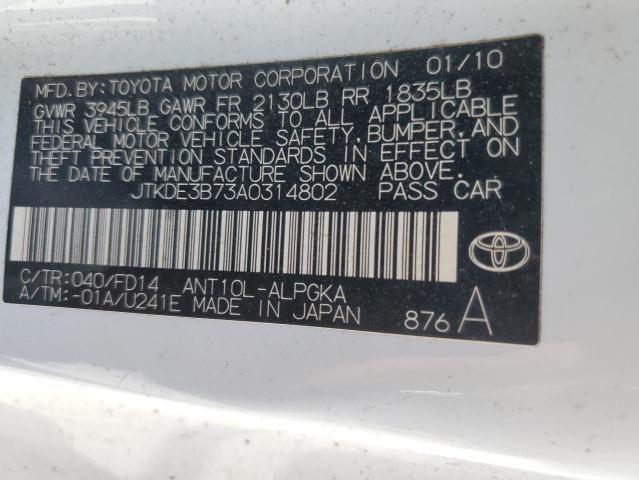 MFD.BY:TOYOTA MOTOR CORPORATION 01/10
GVWR 3945LB GAWR FR 2130LB RR 1835LB
THIS VEHICLE CONFORMS TO ALL APPLICABLE
FEDERAL MOTOR VEHICLE SAFETY,BUMPER,AND
THEFT PREVENTION STANDARDS IN EFFECT ON
THE DATE OF MANUFACTURE SHOWN ABOVE.
JTKDE3B73A0314802 PASS CAR
C/TR:040/FD14 ANT10L-ALPGKA
A/TM:-01A/U241E MADE IN JAPAN 876 A